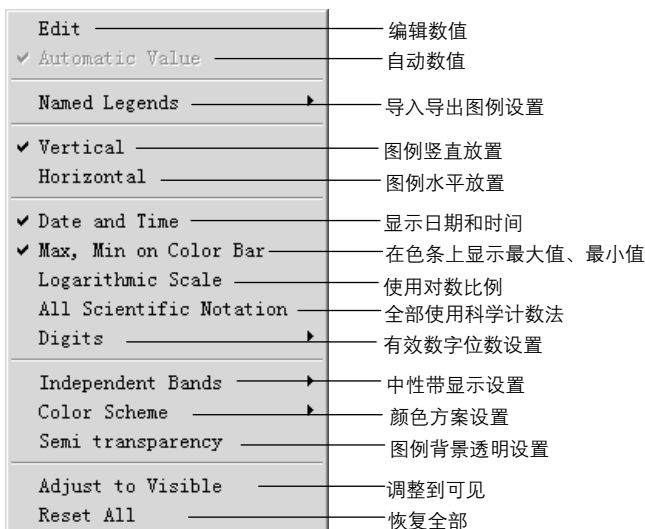 Edit 编辑数值
Automatic Value 自动数值
Named Legends 导入导出图例设置
Vertical 图例竖直放置
Horizontal 图例水平放置
Date and Time 显示日期和时间
Max, Min on Color Bar 在色条上显示最大值、最小值
Logarithmic Scale 使用对数比例
All Scientific Notation 全部使用科学计数法
Digits 有效数字位数设置
Independent Bands 中性带显示设置
Color Scheme 颜色方案设置
Semi transparency 图例背景透明设置
Adjust to Visible 调整到可见
Reset All 恢复全部